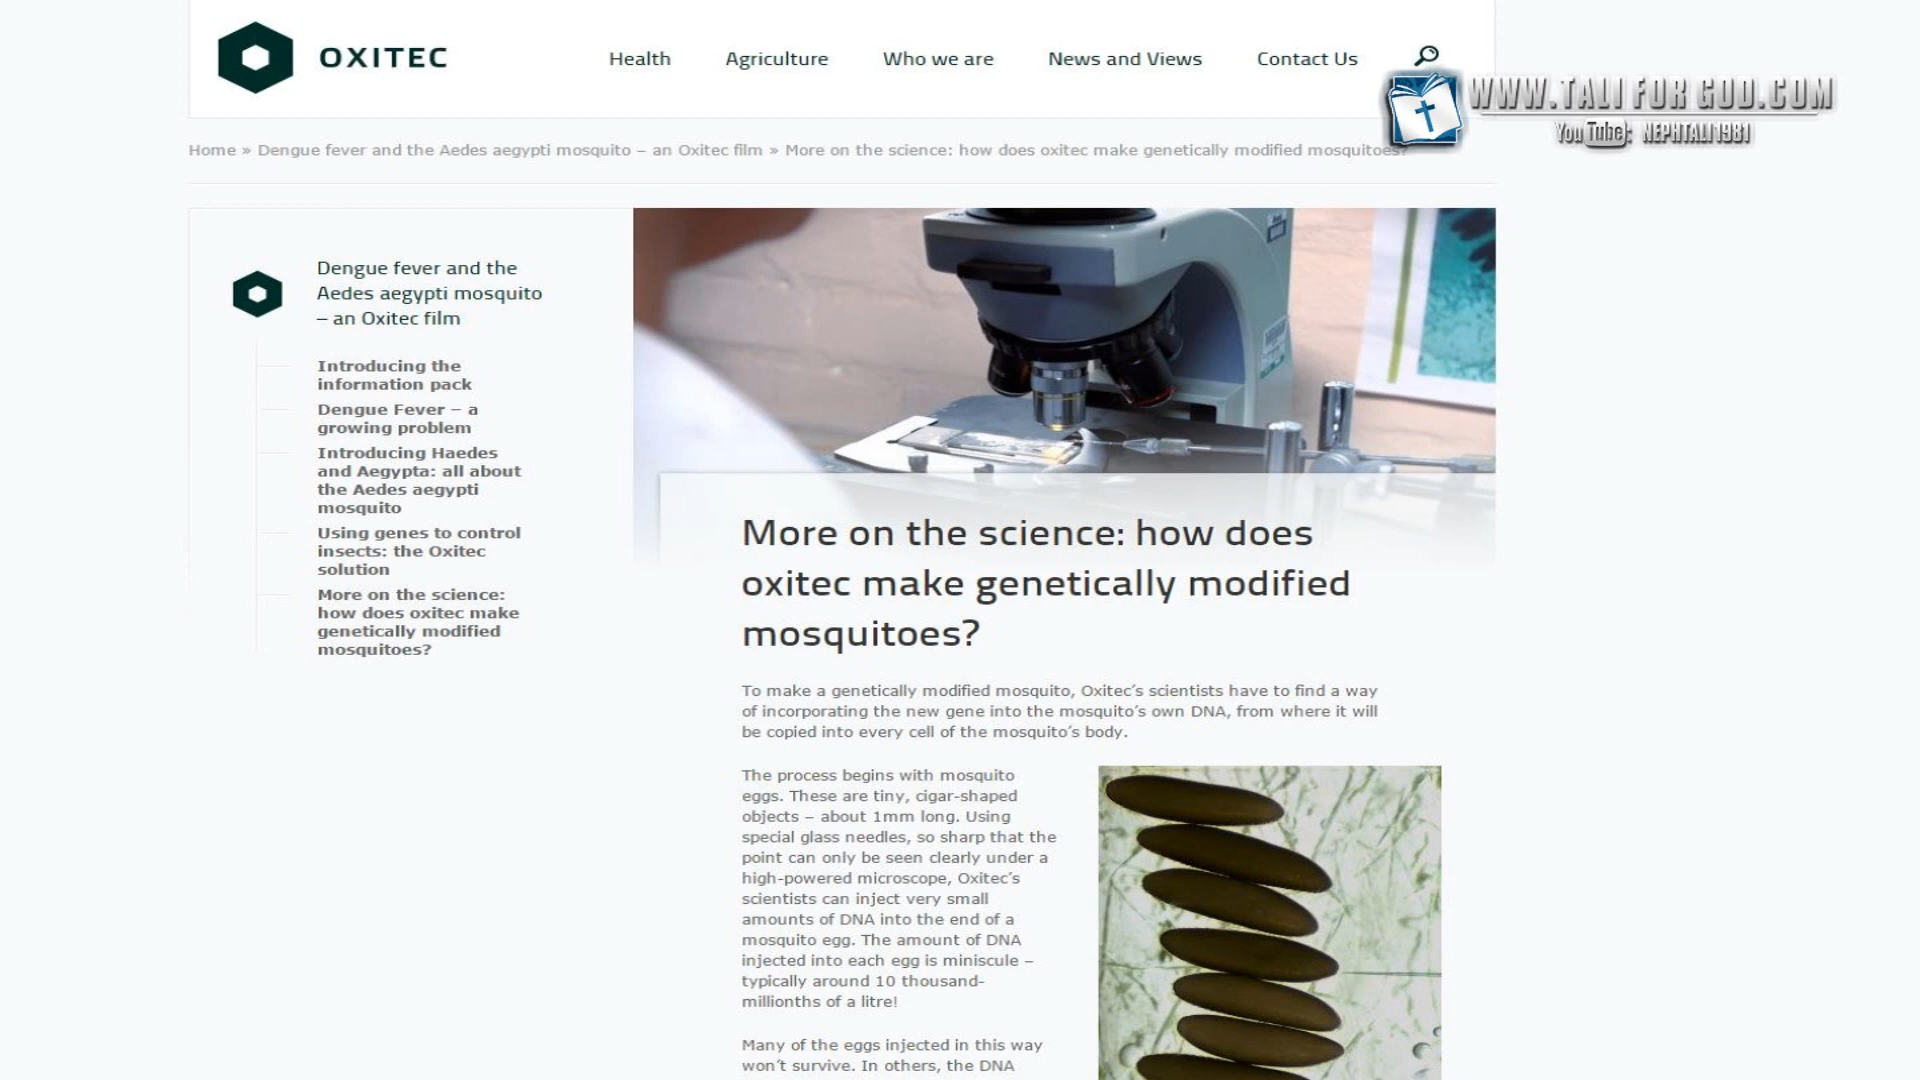 OXITEC
Health
Agriculture
Who we are
News and Views
Contact Us
WWW.TALI FOR GOD.COM
You Tube: NEPHTALI1981
Home » Dengue fever and the Aedes aegypti mosquito – an Oxitec film » More on the science: how does oxitec make genetically modified mosquitoes?
Dengue fever and the
Aedes aegypti mosquito
– an Oxitec film
Introducing the
information pack
Dengue Fever – a
growing problem
Introducing Haedes
and Aegypta: all about
the Aedes aegypti
mosquito
Using genes to control
insects: the Oxitec
solution
More on the science:
how does oxitec make
genetically modified
mosquitoes?
More on the science: how does
oxitec make genetically modified
mosquitoes?
To make a genetically modified mosquito, Oxitec's scientists have to find a way
of incorporating the new gene into the mosquito's own DNA, from where it will
be copied into every cell of the mosquito's body.
The process begins with mosquito
eggs. These are tiny, cigar-shaped
objects – about 1mm long. Using
special glass needles, so sharp that the
point can only be seen clearly under a
high-powered microscope, Oxitec's
scientists can inject very small
amounts of DNA into the end of a
mosquito egg. The amount of DNA
injected into each egg is miniscule –
typically around 10 thousand-
millionths of a litre!
Many of the eggs injected in this way
won't survive. In others, the DNA